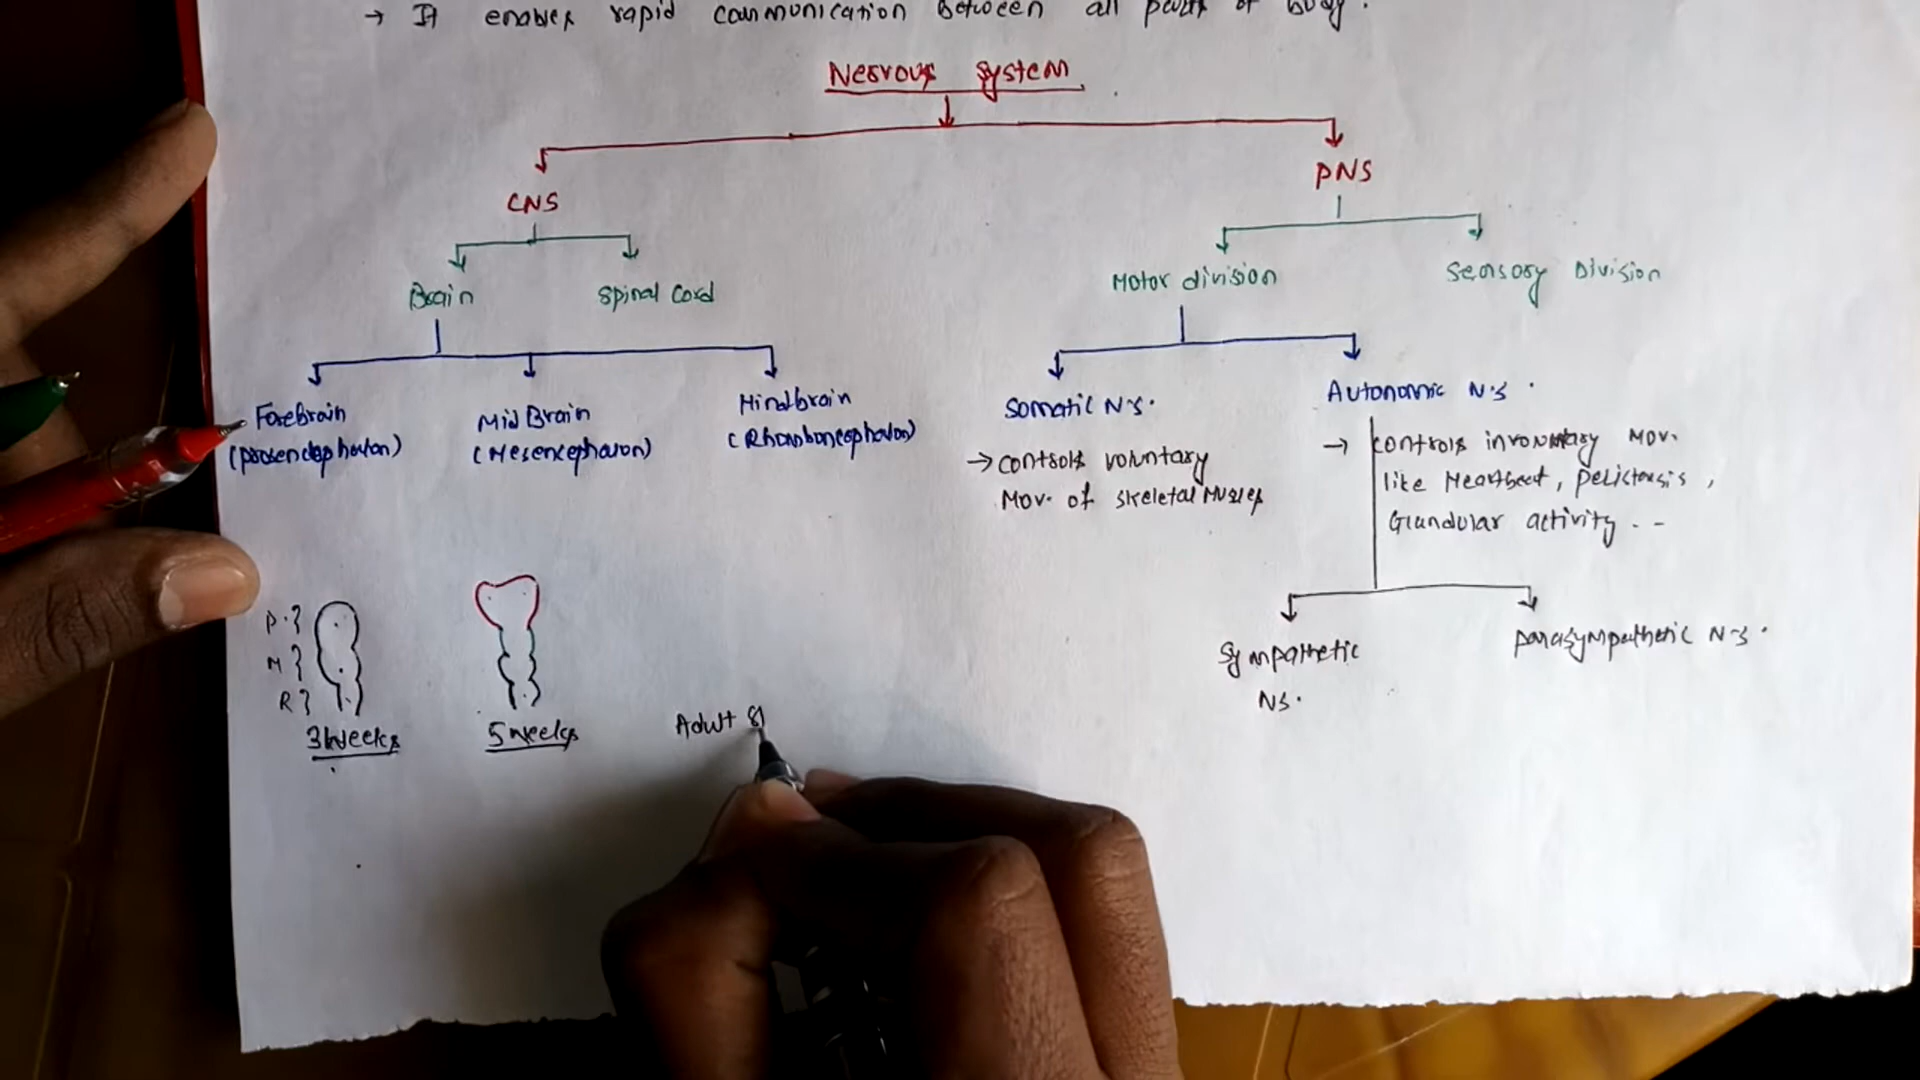 → It enables rapid communication between all parts of body.
Nervous system
CNS
PNS
Brain
Spinal Cord
Motor division
Sensory Division
Forebrain
(prosencephalon)
Mid Brain
(Mesencephalon)
Hindbrain
(Rhombencephalon)
Somatic N.S.
→ controls voluntary
Mov. of skeletal Muscles
Autonomic N.S.
→ controls involuntary Mov.
like Heartbeat, Peristalsis,
Glandular activity . -
Sympathetic
NS.
parasympathetic N.S.
P. }
M }
R }
3 weeks
5 weeks
Adult